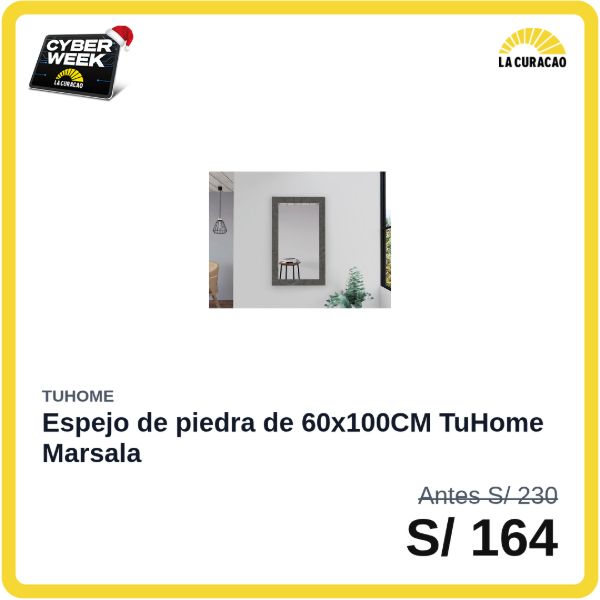 CYBER
WEEK
LA CURACAO
LA CURACAO
TUHOME
Espejo de piedra de 60x100CM TuHome
Marsala
Antes S/ 230
S/ 164